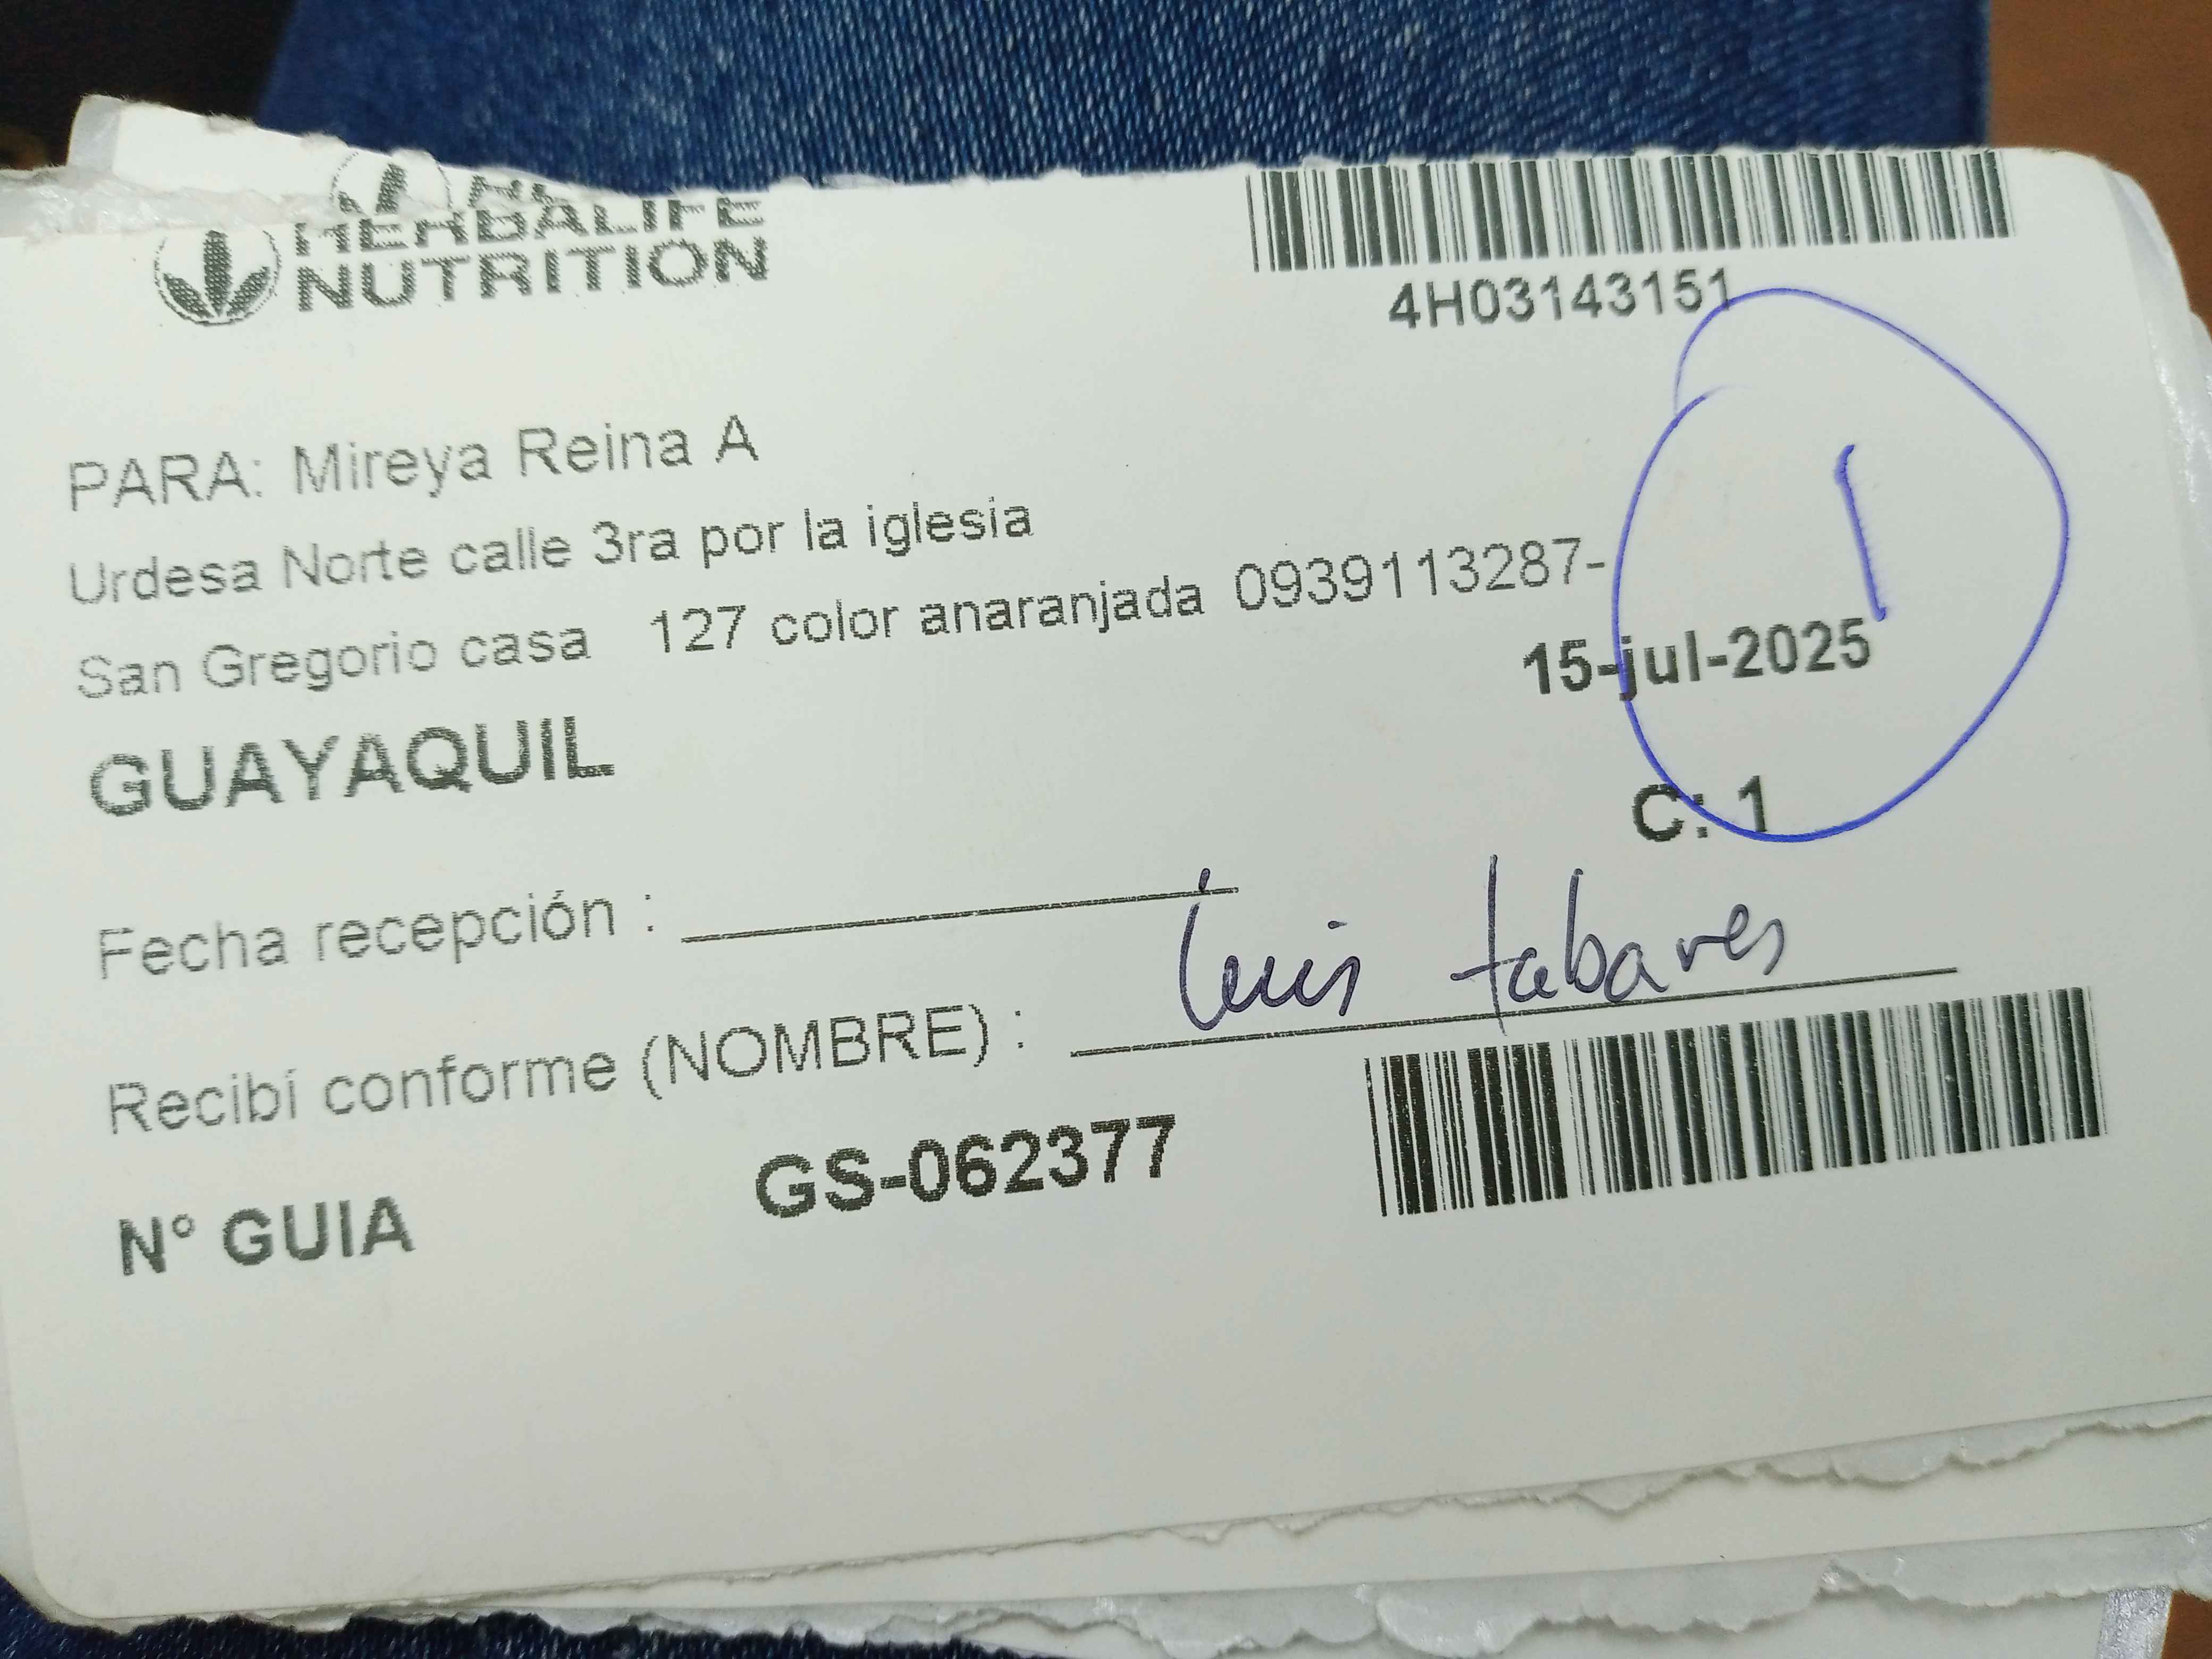 HERBALIFE
NUTRITION
4H03143151
PARA: Mireya Reina A
Urdesa Norte calle 3ra por la iglesia
San Gregorio casa 127 color anaranjada 0939113287-
1
15-jul-2025
GUAYAQUIL
C: 1
Fecha recepción :
Recibí conforme (NOMBRE) : Luis tabares
N° GUIA GS-062377